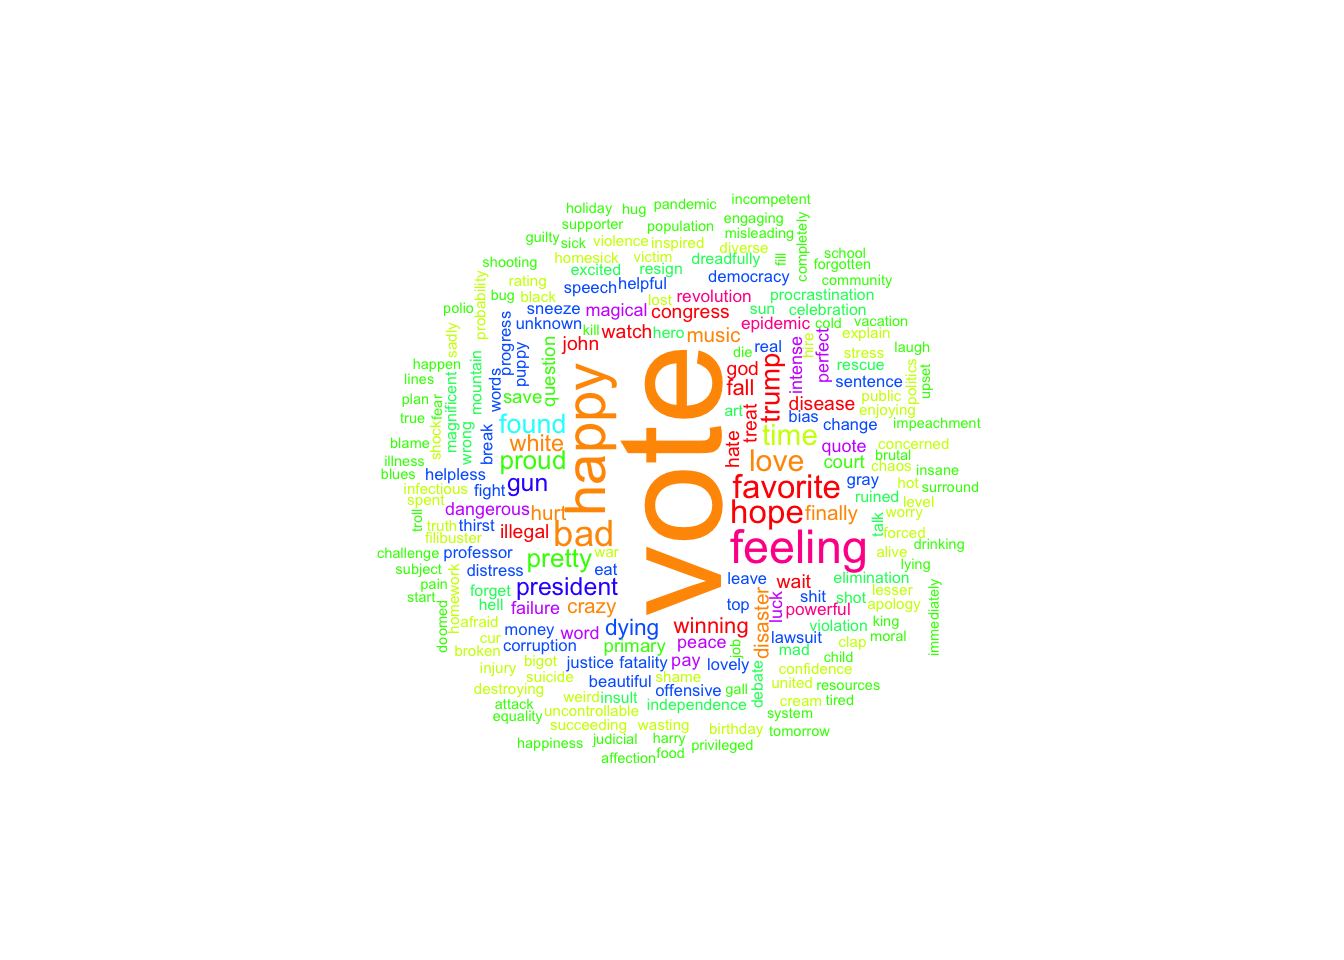 incompetent
holiday hug pandemic
supporter population engaging
guilty sick violence inspired diverse misleading completely
shooting homesick victim dreadfully fill school
excited resign forgotten
rating speech helpful democracy community
probability bug black lost revolution procrastination
polio sneeze magical congress sun celebration
unknown kill watch hero music epidemic cold vacation
sadly progress john die real hire explain
happen puppy question god intense perfect stress laugh
lines mountain words save fall trump rescue politics upset
plan magnificent disease sentence public
true fear found happy vote art treat bias change enjoying impeachment
blame shock wrong break white hate time quote concerned
illness proud love court chaos brutal
blues helpless gun favorite gray hot insane
infectious fight surround
spent dangerous hurt hope finally ruined level
troll truth thirst illegal bad talk worry
filibuster forced
challenge professor pretty war feeling alive drinking
subject distress eat leave wait elimination lying
pain homework forget president top disaster luck shit shot lesser
start hell failure crazy powerful apology immediately
doomed afraid money word dying winning violation king
cur corruption primary peace job lawsuit clap moral
broken bigot justice fatality pay lovely mad child
injury suicide shame debate confidence
destroying beautiful offensive gall united resources
attack weird insult independence cream tired
equality uncontrollable system
succeeding wasting birthday tomorrow
happiness judicial harry privileged
affection food